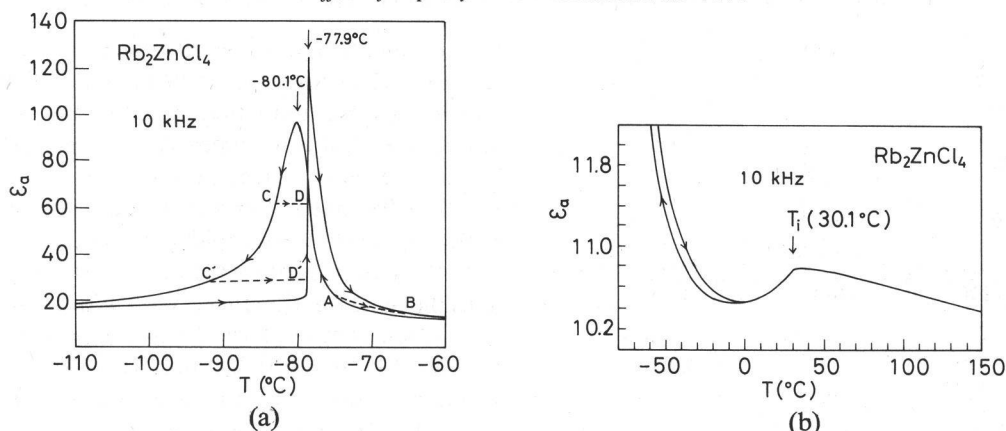 140
120
100
80
60
40
20
εa
Rb2ZnCl4
10 kHz
-77.9°C
-80.1°C
C
D
C´
D´
A
B
-110
-100
-90
-80
-70
-60
T (°C)
(a)
11.8
11.0
10.2
εa
Rb2ZnCl4
10 kHz
Ti (30.1°C)
-50
0
50
100
150
T(°C)
(b)